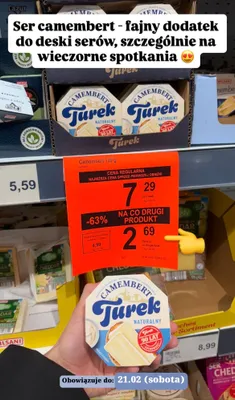 Ser camembert - fajny dodatek
do deski serów, szczególnie na
wieczorne spotkania 😍
CAMEMBERT
Turek
NATURALNY
CAMEMBERT
Turek
NATURALNY
5,59
CENA REGULARNA
7 29
-63% NA CO DRUGI
PRODUKT
2 69
CAMEMBERT
Turek
NATURALNY
8,99
Obowiązuje do: 21.02 (sobota)